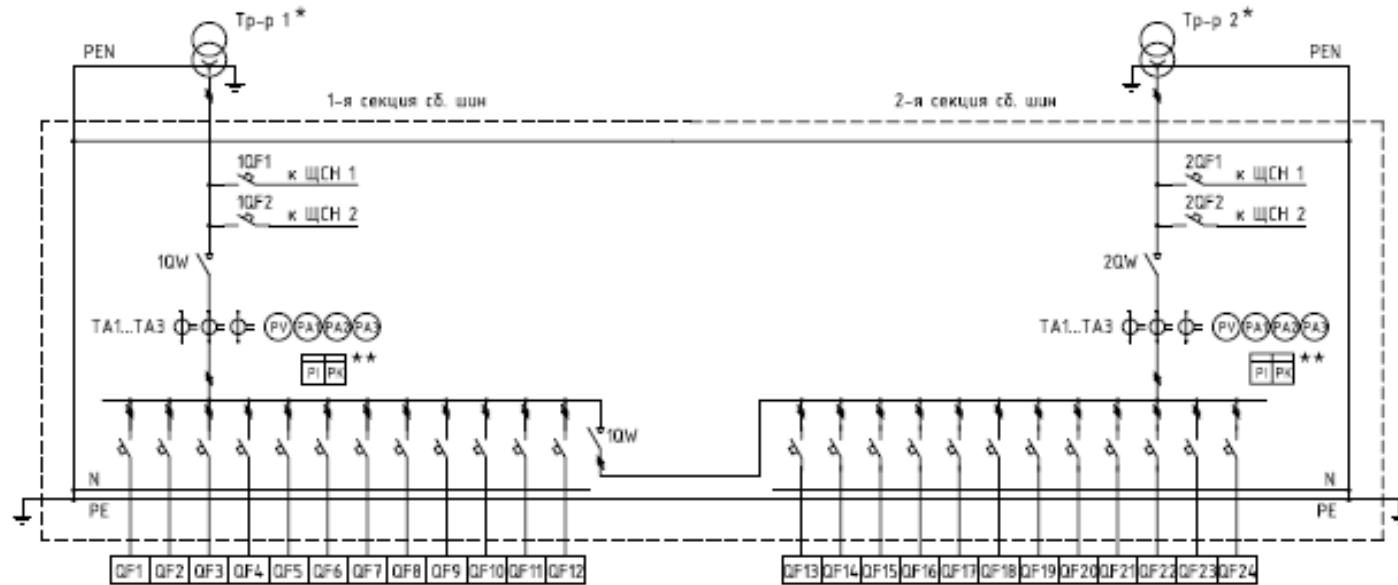 Тр-р 1*
Тр-р 2*
PEN
PEN
1-я секция сб. шин
2-я секция сб. шин
1QF1
к ЩСН 1
2QF1
к ЩСН 1
1QF2
к ЩСН 2
2QF2
к ЩСН 2
1QW
2QW
TA1...TA3
PV PA1 PA2 PA3
TA1...TA3
PV PA1 PA2 PA3
PI PK **
PI PK **
1QW
N
N
PE
PE
QF1 QF2 QF3 QF4 QF5 QF6 QF7 QF8 QF9 QF10 QF11 QF12
QF13 QF14 QF15 QF16 QF17 QF18 QF19 QF20 QF21 QF22 QF23 QF24